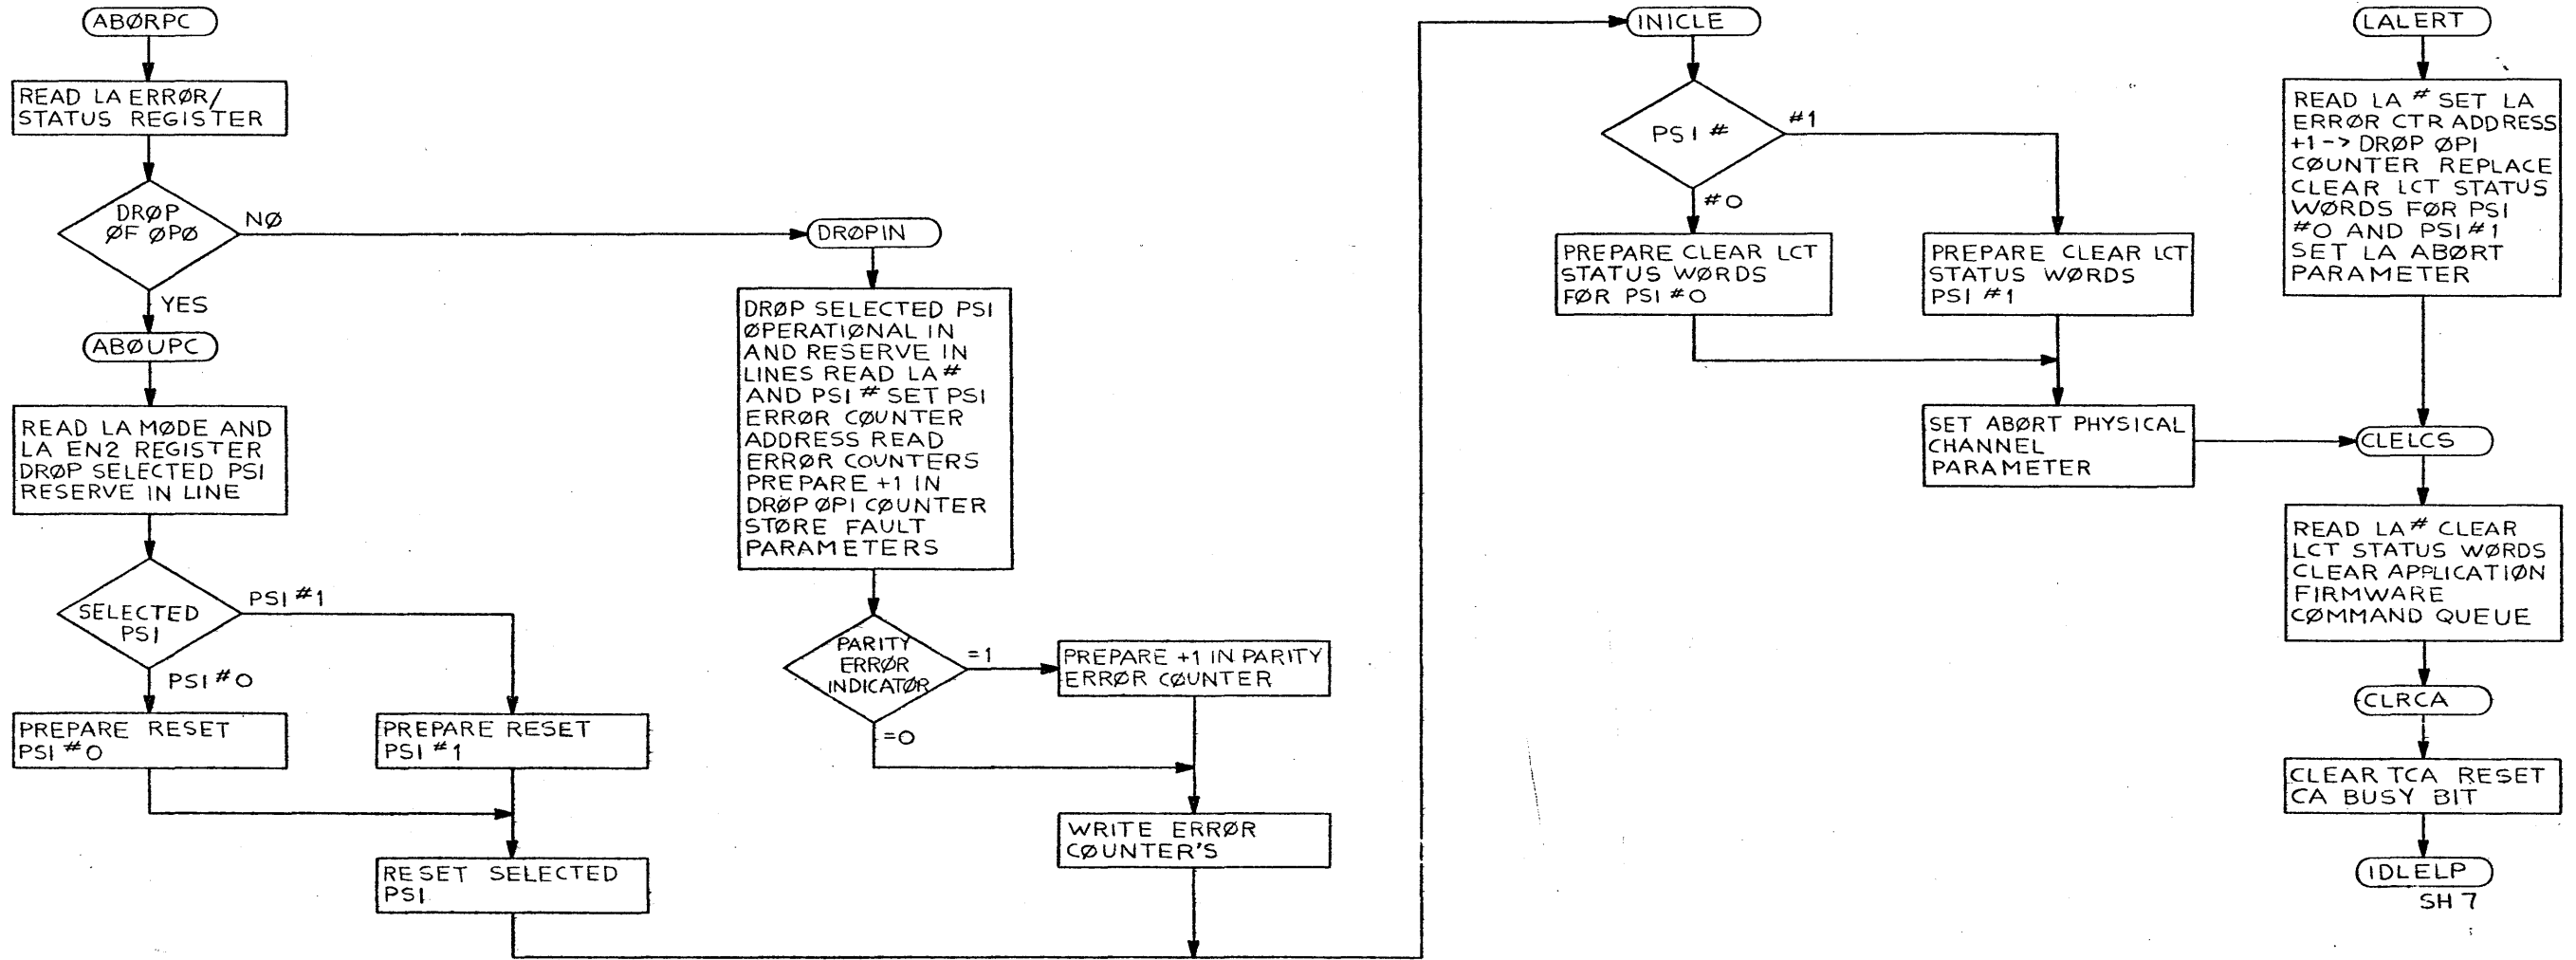 ABØRPC
READ LA ERRØR/
STATUS REGISTER
DRØP
ØF ØPØ
NØ
YES
ABØUPC
READ LA MØDE AND
LA EN2 REGISTER
DRØP SELECTED PSI
RESERVE IN LINE
SELECTED
PSI
PSI #1
PSI #0
PREPARE RESET
PSI #0
PREPARE RESET
PSI #1
RESET SELECTED
PSI
DRØPIN
DRØP SELECTED PSI
ØPERATIØNAL IN
AND RESERVE IN
LINES READ LA #
AND PSI # SET PSI
ERRØR CØUNTER
ADDRESS READ
ERRØR CØUNTERS
PREPARE +1 IN
DRØP ØPI CØUNTER
STØRE FAULT
PARAMETERS
PARITY
ERRØR
INDICATØR
=1
=0
PREPARE +1 IN PARITY
ERRØR CØUNTER
WRITE ERRØR
CØUNTER'S
INICLE
PSI #
#1
#0
PREPARE CLEAR LCT
STATUS WØRDS
FØR PSI #0
PREPARE CLEAR LCT
STATUS WØRDS
PSI #1
SET ABØRT PHYSICAL
CHANNEL
PARAMETER
LALERT
READ LA # SET LA
ERRØR CTR ADDRESS
+1 -> DRØP ØPI
CØUNTER REPLACE
CLEAR LCT STATUS
WØRDS FØR PSI
#0 AND PSI #1
SET LA ABØRT
PARAMETER
CLELCS
READ LA # CLEAR
LCT STATUS WØRDS
CLEAR APPLICATIØN
FIRMWARE
CØMMAND QUEUE
CLRCA
CLEAR TCA RESET
CA BUSY BIT
IDLELP
SH 7